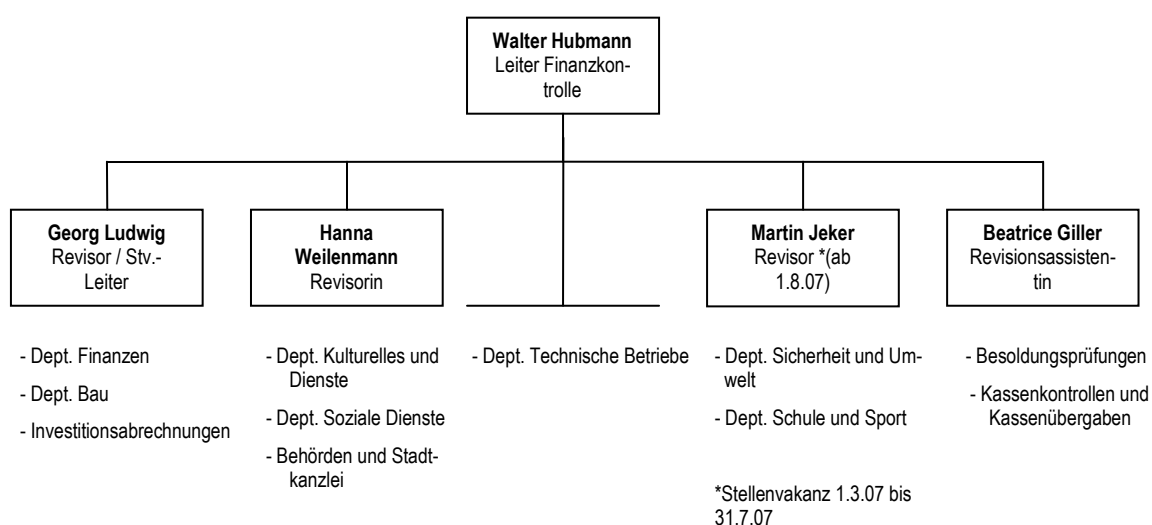 Walter Hubmann
Leiter Finanzkon-
trolle
Georg Ludwig
Revisor / Stv.-
Leiter
Hanna
Weilenmann
Revisorin
Martin Jeker
Revisor *(ab
1.8.07)
Beatrice Giller
Revisionsassisten-
tin
- Dept. Finanzen
- Dept. Bau
- Investitionsabrechnungen
- Dept. Kulturelles und
Dienste
- Dept. Soziale Dienste
- Behörden und Stadt-
kanzlei
- Dept. Technische Betriebe
- Dept. Sicherheit und Um-
welt
- Dept. Schule und Sport
*Stellenvakanz 1.3.07 bis
31.7.07
- Besoldungsprüfungen
- Kassenkontrollen und
Kassenübergaben